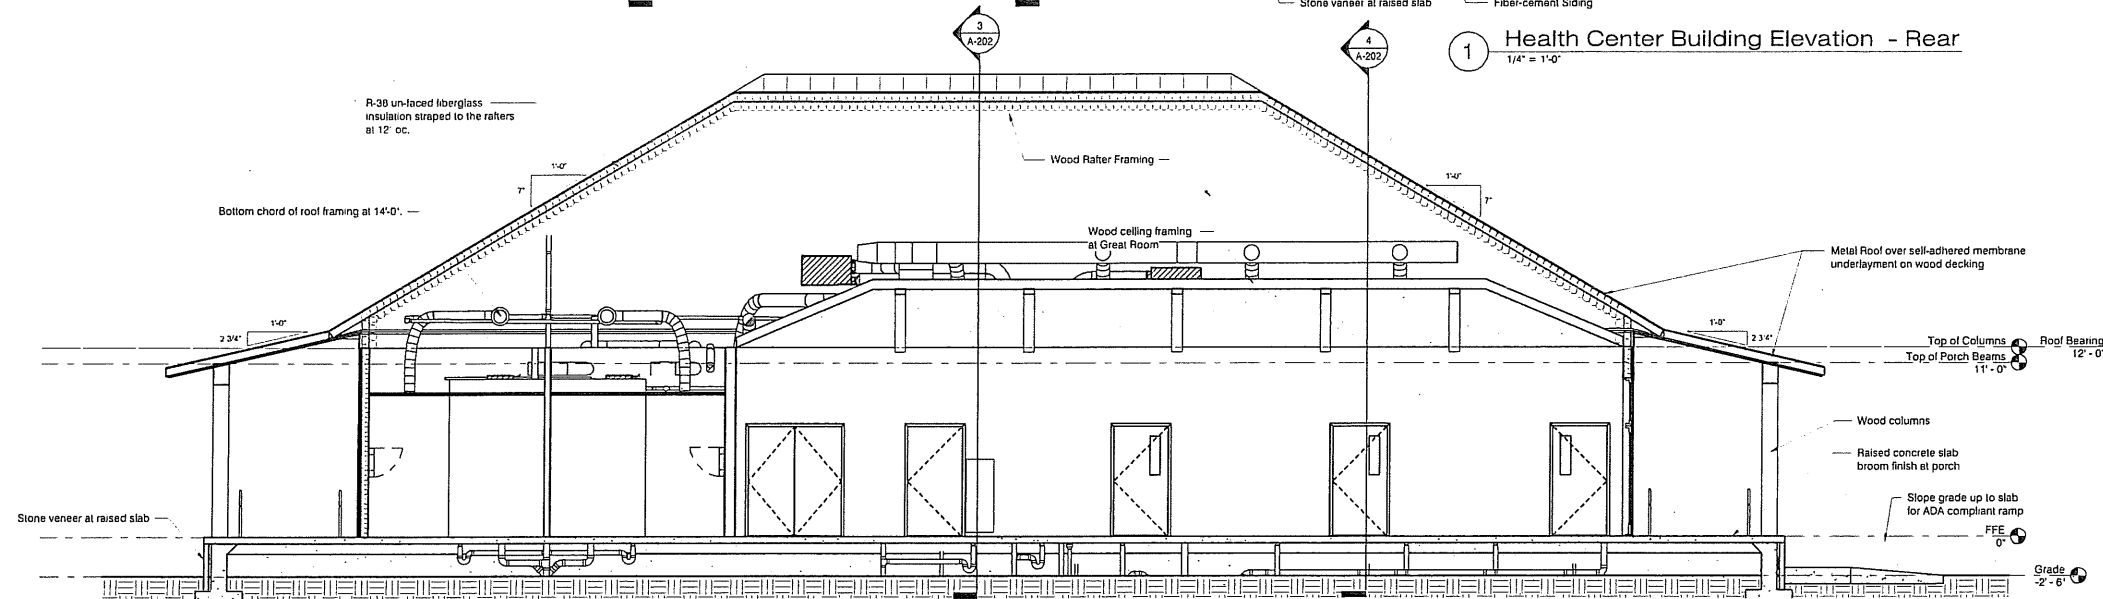 Stone veneer at raised slab
Fiber-cement Siding
3
A-202
4
A-202
1
Health Center Building Elevation - Rear
1/4" = 1'-0"
R-38 un-faced fiberglass
insulation straped to the rafters
at 12' oc.
Wood Rafter Framing
1'-0"
7"
1'-0"
7"
Bottom chord of roof framing at 14'-0".
Wood ceiling framing
at Great Room
Metal Roof over self-adhered membrane
underlayment on wood decking
1'-0"
2 3/4"
1'-0"
2 3/4"
Top of Columns
Roof Bearing
12' - 0"
Top of Porch Beams
11' - 0"
Wood columns
Raised concrete slab
broom finish at porch
Slope grade up to slab
for ADA compliant ramp
Stone veneer at raised slab
FFE
0"
Grade
-2' - 6"